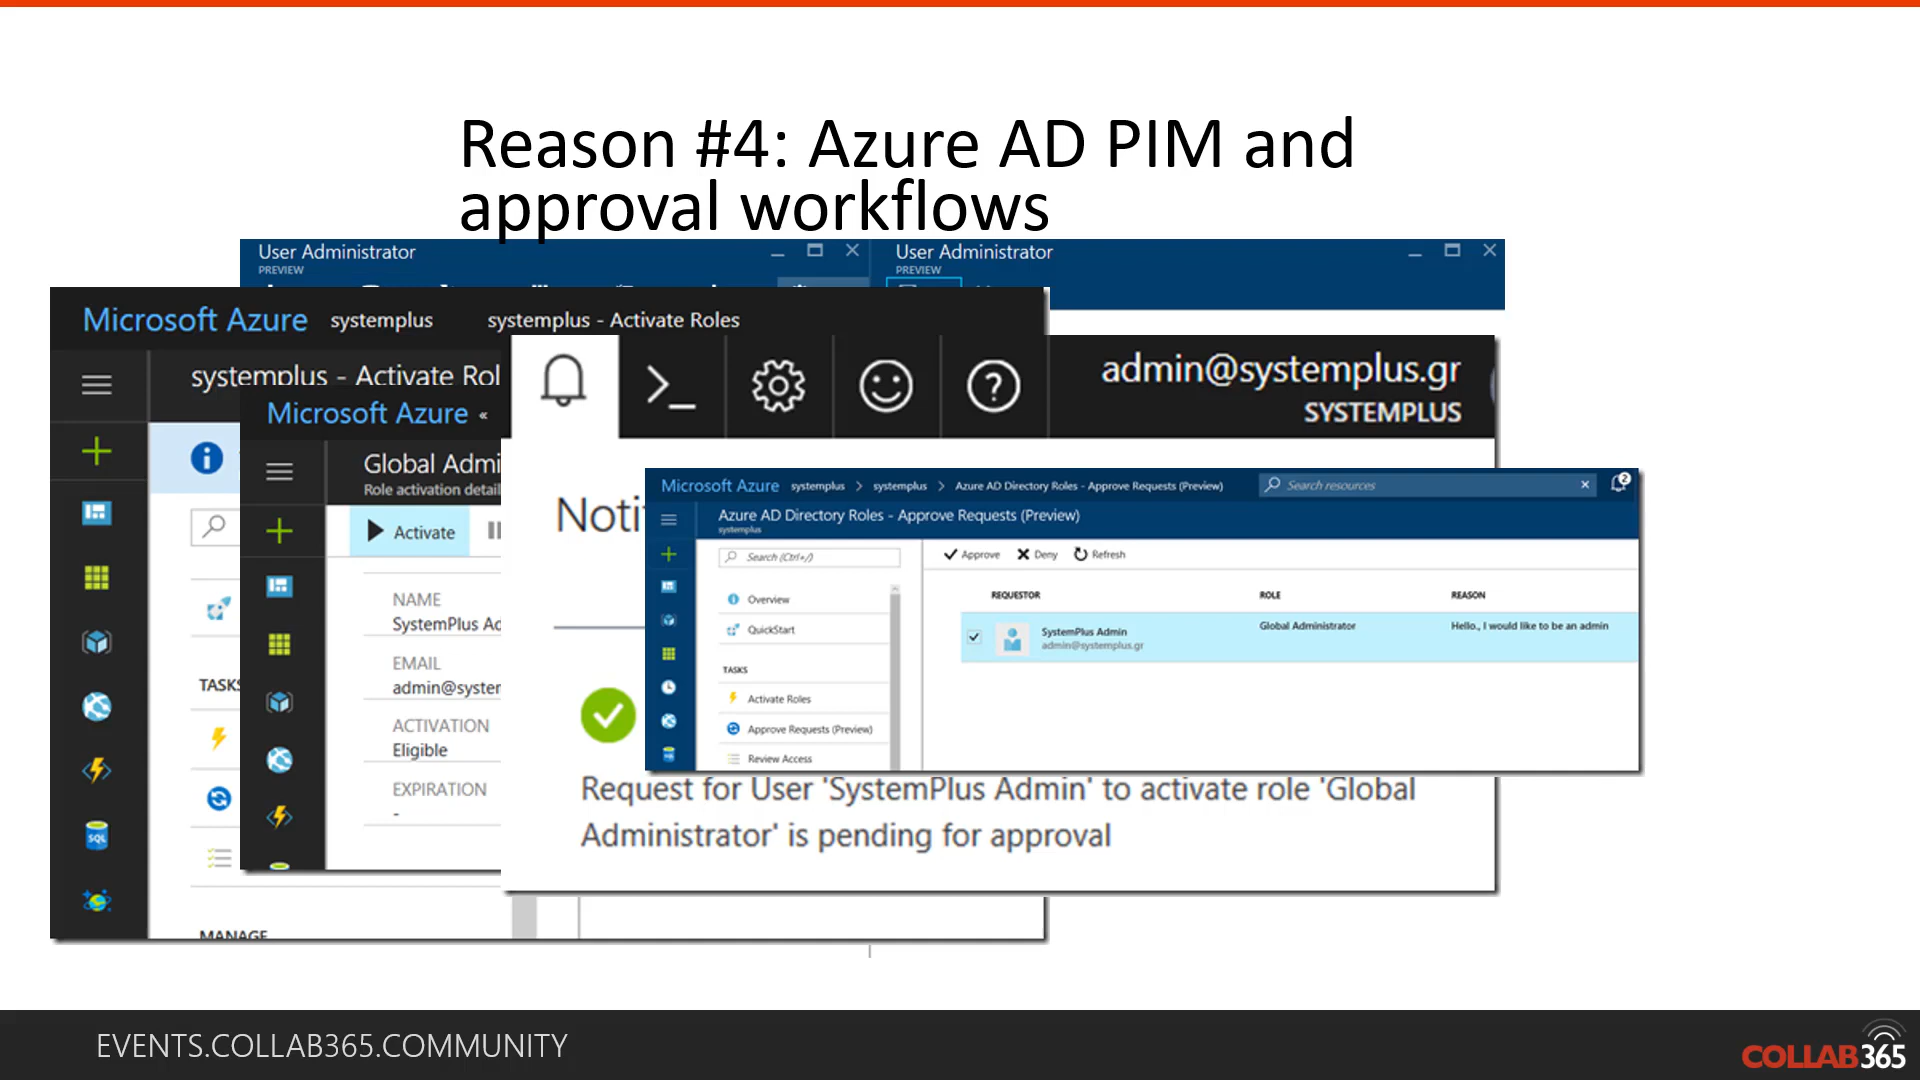 Reason #4: Azure AD PIM and
approval workflows
User Administrator
PREVIEW
User Administrator
PREVIEW
Microsoft Azure systemplus systemplus - Activate Roles
systemplus - Activate Rol
TASKS
MANAGE
Microsoft Azure «
Global Admi
Role activation detail
Activate
NAME
SystemPlus Ad
EMAIL
admin@system
ACTIVATION
Eligible
EXPIRATION
-
admin@systemplus.gr
SYSTEMPLUS
Noti
Request for User 'SystemPlus Admin' to activate role 'Global
Administrator' is pending for approval
Microsoft Azure systemplus > systemplus > Azure AD Directory Roles - Approve Requests (Preview)
Search resources
2
Azure AD Directory Roles - Approve Requests (Preview)
systemplus
Search (Ctrl+/)
Overview
QuickStart
TASKS
Activate Roles
Approve Requests (Preview)
Review Access
Approve Deny Refresh
REQUESTOR ROLE REASON
SystemPlus Admin Global Administrator Hello., I would like to be an admin
admin@systemplus.gr
SQL
EVENTS.COLLAB365.COMMUNITY
COLLAB365